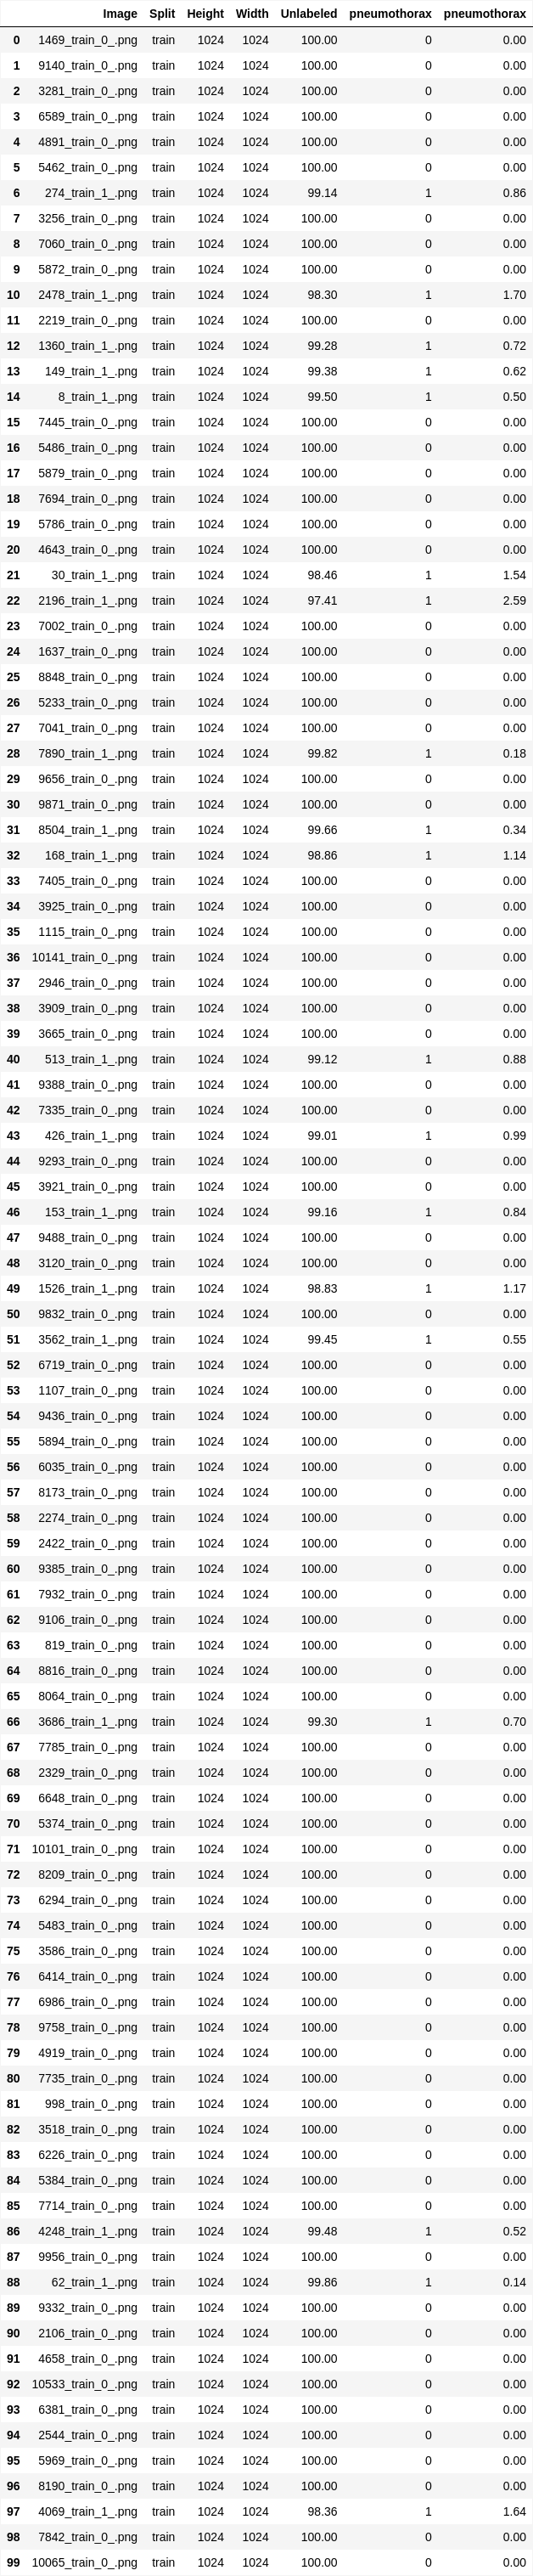 Image Split Height Width Unlabeled pneumothorax pneumothorax
0 1469_train_0_.png train 1024 1024 100.00 0 0.00
1 9140_train_0_.png train 1024 1024 100.00 0 0.00
2 3281_train_0_.png train 1024 1024 100.00 0 0.00
3 6589_train_0_.png train 1024 1024 100.00 0 0.00
4 4891_train_0_.png train 1024 1024 100.00 0 0.00
5 5462_train_0_.png train 1024 1024 100.00 0 0.00
6 274_train_1_.png train 1024 1024 99.14 1 0.86
7 3256_train_0_.png train 1024 1024 100.00 0 0.00
8 7060_train_0_.png train 1024 1024 100.00 0 0.00
9 5872_train_0_.png train 1024 1024 100.00 0 0.00
10 2478_train_1_.png train 1024 1024 98.30 1 1.70
11 2219_train_0_.png train 1024 1024 100.00 0 0.00
12 1360_train_1_.png train 1024 1024 99.28 1 0.72
13 149_train_1_.png train 1024 1024 99.38 1 0.62
14 8_train_1_.png train 1024 1024 99.50 1 0.50
15 7445_train_0_.png train 1024 1024 100.00 0 0.00
16 5486_train_0_.png train 1024 1024 100.00 0 0.00
17 5879_train_0_.png train 1024 1024 100.00 0 0.00
18 7694_train_0_.png train 1024 1024 100.00 0 0.00
19 5786_train_0_.png train 1024 1024 100.00 0 0.00
20 4643_train_0_.png train 1024 1024 100.00 0 0.00
21 30_train_1_.png train 1024 1024 98.46 1 1.54
22 2196_train_1_.png train 1024 1024 97.41 1 2.59
23 7002_train_0_.png train 1024 1024 100.00 0 0.00
24 1637_train_0_.png train 1024 1024 100.00 0 0.00
25 8848_train_0_.png train 1024 1024 100.00 0 0.00
26 5233_train_0_.png train 1024 1024 100.00 0 0.00
27 7041_train_0_.png train 1024 1024 100.00 0 0.00
28 7890_train_1_.png train 1024 1024 99.82 1 0.18
29 9656_train_0_.png train 1024 1024 100.00 0 0.00
30 9871_train_0_.png train 1024 1024 100.00 0 0.00
31 8504_train_1_.png train 1024 1024 99.66 1 0.34
32 168_train_1_.png train 1024 1024 98.86 1 1.14
33 7405_train_0_.png train 1024 1024 100.00 0 0.00
34 3925_train_0_.png train 1024 1024 100.00 0 0.00
35 1115_train_0_.png train 1024 1024 100.00 0 0.00
36 10141_train_0_.png train 1024 1024 100.00 0 0.00
37 2946_train_0_.png train 1024 1024 100.00 0 0.00
38 3909_train_0_.png train 1024 1024 100.00 0 0.00
39 3665_train_0_.png train 1024 1024 100.00 0 0.00
40 513_train_1_.png train 1024 1024 99.12 1 0.88
41 9388_train_0_.png train 1024 1024 100.00 0 0.00
42 7335_train_0_.png train 1024 1024 100.00 0 0.00
43 426_train_1_.png train 1024 1024 99.01 1 0.99
44 9293_train_0_.png train 1024 1024 100.00 0 0.00
45 3921_train_0_.png train 1024 1024 100.00 0 0.00
46 153_train_1_.png train 1024 1024 99.16 1 0.84
47 9488_train_0_.png train 1024 1024 100.00 0 0.00
48 3120_train_0_.png train 1024 1024 100.00 0 0.00
49 1526_train_1_.png train 1024 1024 98.83 1 1.17
50 9832_train_0_.png train 1024 1024 100.00 0 0.00
51 3562_train_1_.png train 1024 1024 99.45 1 0.55
52 6719_train_0_.png train 1024 1024 100.00 0 0.00
53 1107_train_0_.png train 1024 1024 100.00 0 0.00
54 9436_train_0_.png train 1024 1024 100.00 0 0.00
55 5894_train_0_.png train 1024 1024 100.00 0 0.00
56 6035_train_0_.png train 1024 1024 100.00 0 0.00
57 8173_train_0_.png train 1024 1024 100.00 0 0.00
58 2274_train_0_.png train 1024 1024 100.00 0 0.00
59 2422_train_0_.png train 1024 1024 100.00 0 0.00
60 9385_train_0_.png train 1024 1024 100.00 0 0.00
61 7932_train_0_.png train 1024 1024 100.00 0 0.00
62 9106_train_0_.png train 1024 1024 100.00 0 0.00
63 819_train_0_.png train 1024 1024 100.00 0 0.00
64 8816_train_0_.png train 1024 1024 100.00 0 0.00
65 8064_train_0_.png train 1024 1024 100.00 0 0.00
66 3686_train_1_.png train 1024 1024 99.30 1 0.70
67 7785_train_0_.png train 1024 1024 100.00 0 0.00
68 2329_train_0_.png train 1024 1024 100.00 0 0.00
69 6648_train_0_.png train 1024 1024 100.00 0 0.00
70 5374_train_0_.png train 1024 1024 100.00 0 0.00
71 10101_train_0_.png train 1024 1024 100.00 0 0.00
72 8209_train_0_.png train 1024 1024 100.00 0 0.00
73 6294_train_0_.png train 1024 1024 100.00 0 0.00
74 5483_train_0_.png train 1024 1024 100.00 0 0.00
75 3586_train_0_.png train 1024 1024 100.00 0 0.00
76 6414_train_0_.png train 1024 1024 100.00 0 0.00
77 6986_train_0_.png train 1024 1024 100.00 0 0.00
78 9758_train_0_.png train 1024 1024 100.00 0 0.00
79 4919_train_0_.png train 1024 1024 100.00 0 0.00
80 7735_train_0_.png train 1024 1024 100.00 0 0.00
81 998_train_0_.png train 1024 1024 100.00 0 0.00
82 3518_train_0_.png train 1024 1024 100.00 0 0.00
83 6226_train_0_.png train 1024 1024 100.00 0 0.00
84 5384_train_0_.png train 1024 1024 100.00 0 0.00
85 7714_train_0_.png train 1024 1024 100.00 0 0.00
86 4248_train_1_.png train 1024 1024 99.48 1 0.52
87 9956_train_0_.png train 1024 1024 100.00 0 0.00
88 62_train_1_.png train 1024 1024 99.86 1 0.14
89 9332_train_0_.png train 1024 1024 100.00 0 0.00
90 2106_train_0_.png train 1024 1024 100.00 0 0.00
91 4658_train_0_.png train 1024 1024 100.00 0 0.00
92 10533_train_0_.png train 1024 1024 100.00 0 0.00
93 6381_train_0_.png train 1024 1024 100.00 0 0.00
94 2544_train_0_.png train 1024 1024 100.00 0 0.00
95 5969_train_0_.png train 1024 1024 100.00 0 0.00
96 8190_train_0_.png train 1024 1024 100.00 0 0.00
97 4069_train_1_.png train 1024 1024 98.36 1 1.64
98 7842_train_0_.png train 1024 1024 100.00 0 0.00
99 10065_train_0_.png train 1024 1024 100.00 0 0.00